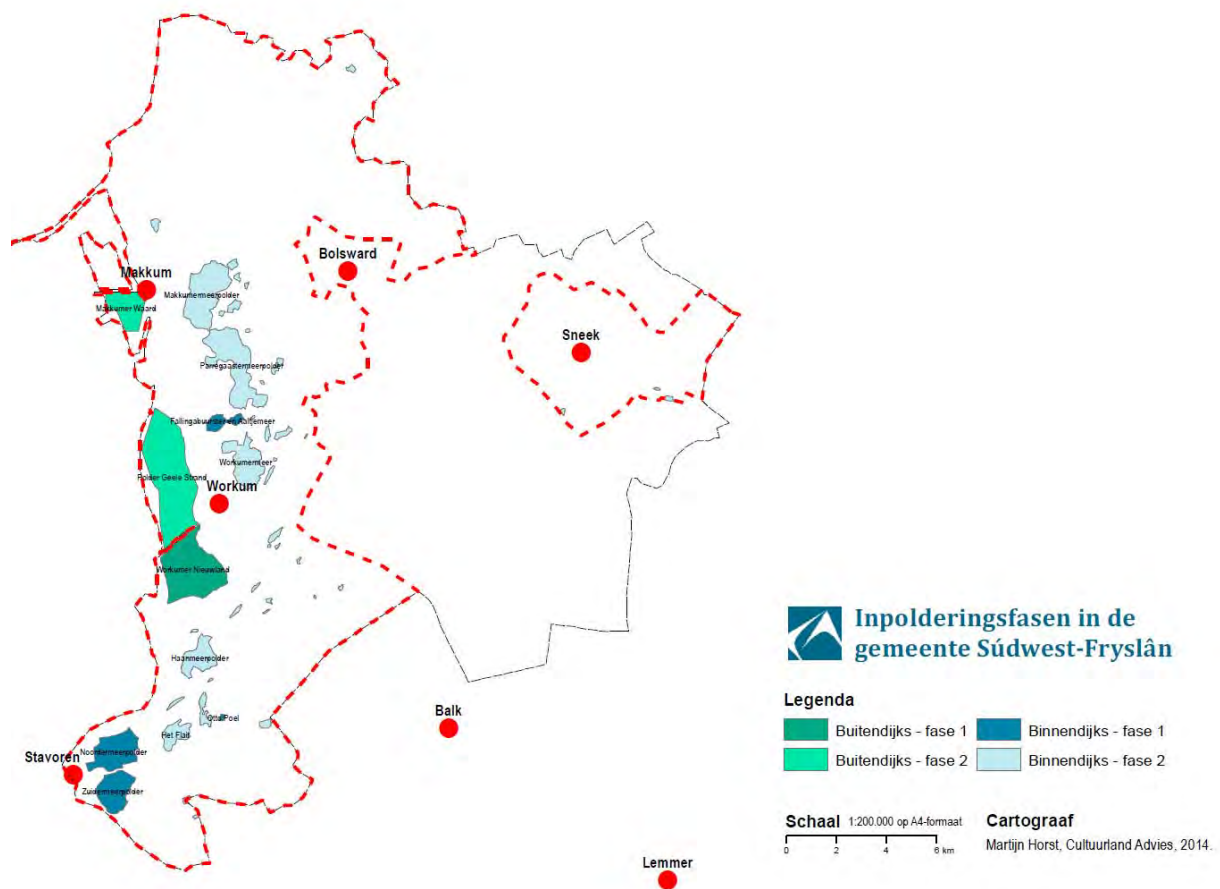 Bolsward
Makkum
Makkumermeerpolder
Makkumer Waard
Sneek
Parregaastermeerpolder
Workumermeer
Polder Geele Strand
Workum
Workumer Nieuwland
Haanmeerpolder
Balk
Het Flait
Noordermeerpolder
Stavoren
Zuidermeerpolder
Lemmer
Inpolderingsfasen in de
gemeente Súdwest-Fryslân
Legenda
Buitendijks - fase 1
Binnendijks - fase 1
Buitendijks - fase 2
Binnendijks - fase 2
Schaal 1:200.000 op A4-formaat
Cartograaf
0 2 4 6 km
Martijn Horst, Cultuurland Advies, 2014.